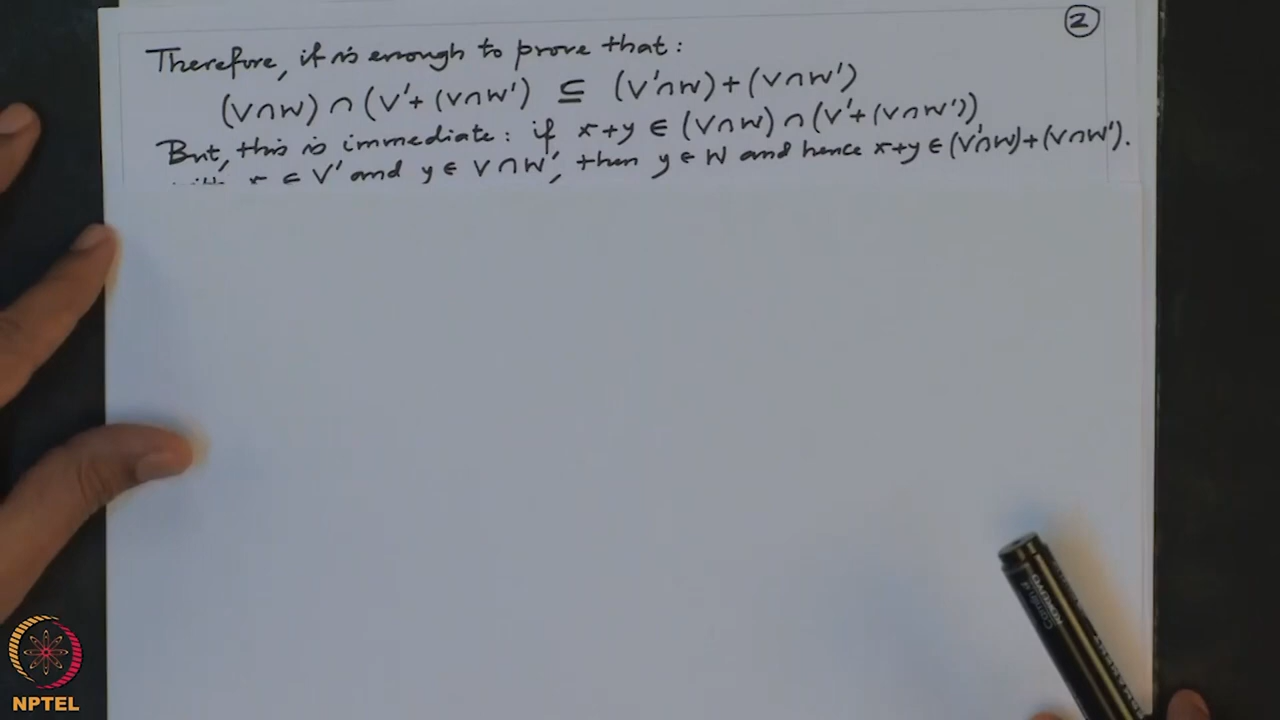 ②
Therefore, it is enough to prove that :
(V∩W) ∩ (V'+ (V∩W') ⊆ (V'∩W) + (V∩W')
But, this is immediate : if x+y ∈ (V∩W) ∩ (V'+ (V∩W'))
x ∈ V' and y ∈ V∩W', then y ∈ W and hence x+y ∈ (V'∩W) + (V∩W').
NPTEL